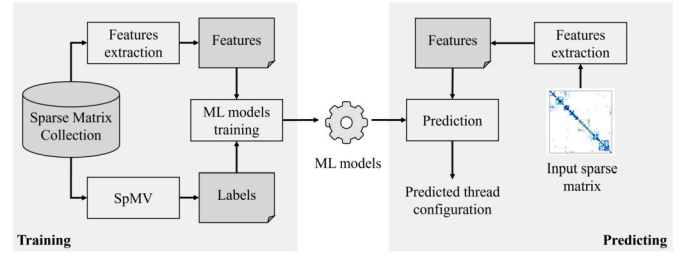 Features
extraction
Features
Sparse Matrix
Collection
ML models
training
SpMV
Labels
Training
ML models
Features
Features
extraction
Prediction
Input sparse
matrix
Predicted thread
configuration
Predicting